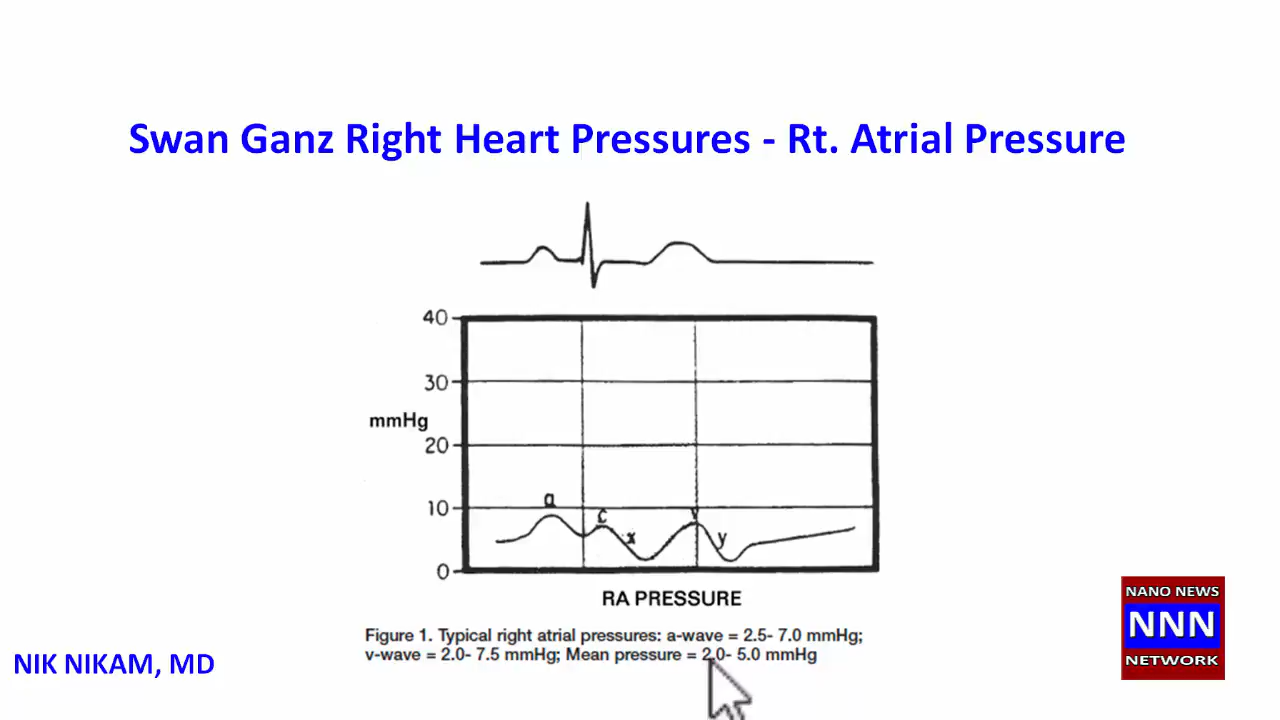 Swan Ganz Right Heart Pressures - Rt. Atrial Pressure
40
30
mmHg
20
10
0
a
c
x
v
y
RA PRESSURE
Figure 1. Typical right atrial pressures: a-wave = 2.5- 7.0 mmHg;
v-wave = 2.0- 7.5 mmHg; Mean pressure = 2.0- 5.0 mmHg
NIK NIKAM, MD
NANO NEWS
NNN
NETWORK